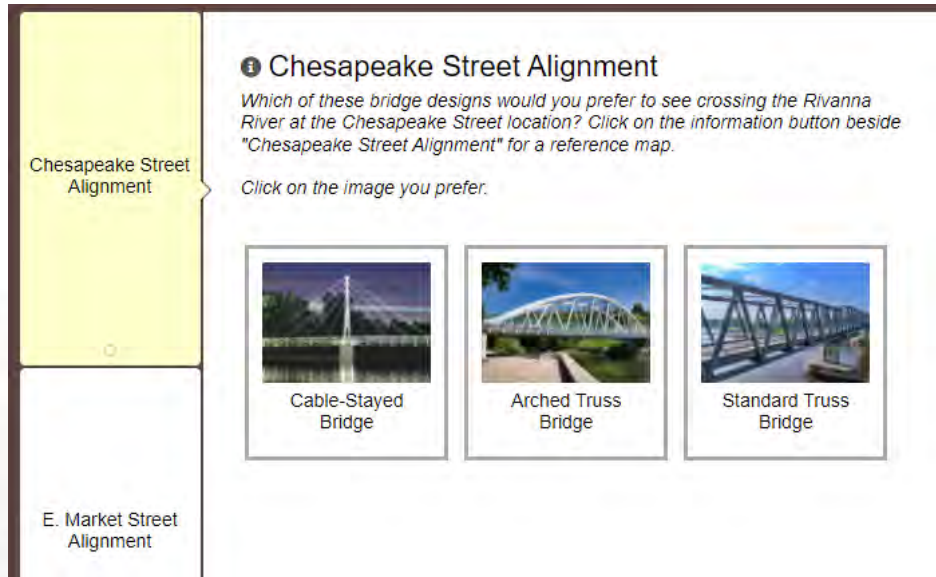 Chesapeake Street
Alignment
E. Market Street
Alignment
Chesapeake Street Alignment
Which of these bridge designs would you prefer to see crossing the Rivanna
River at the Chesapeake Street location? Click on the information button beside
"Chesapeake Street Alignment" for a reference map.
Click on the image you prefer.
Cable-Stayed
Bridge
Arched Truss
Bridge
Standard Truss
Bridge